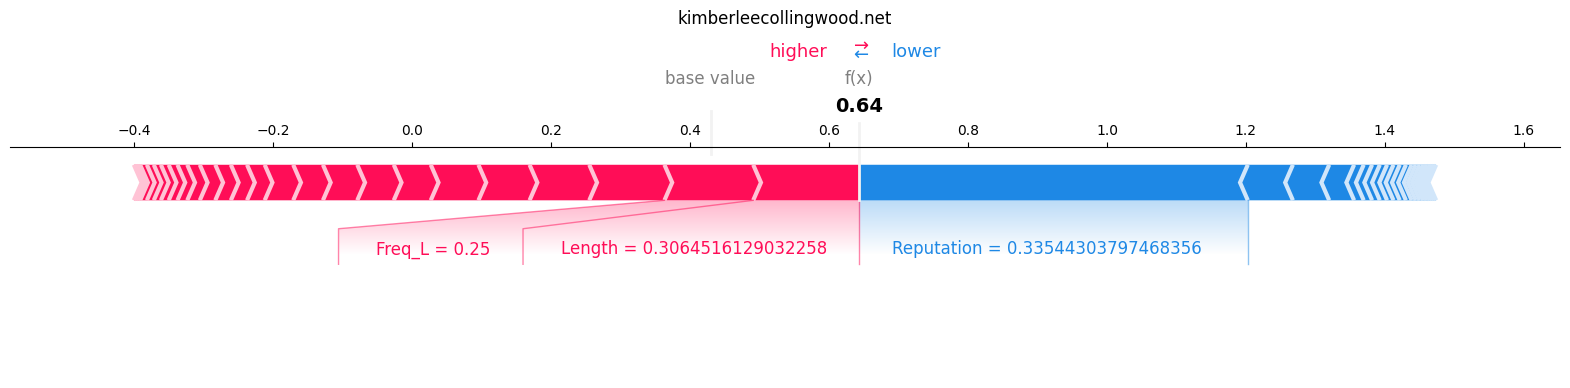 kimberleecollingwood.net
higher → ← lower
base value f(x)
0.64
−0.4 −0.2 0.0 0.2 0.4 0.6 0.8 1.0 1.2 1.4 1.6
Freq_L = 0.25 Length = 0.3064516129032258 Reputation = 0.33544303797468356